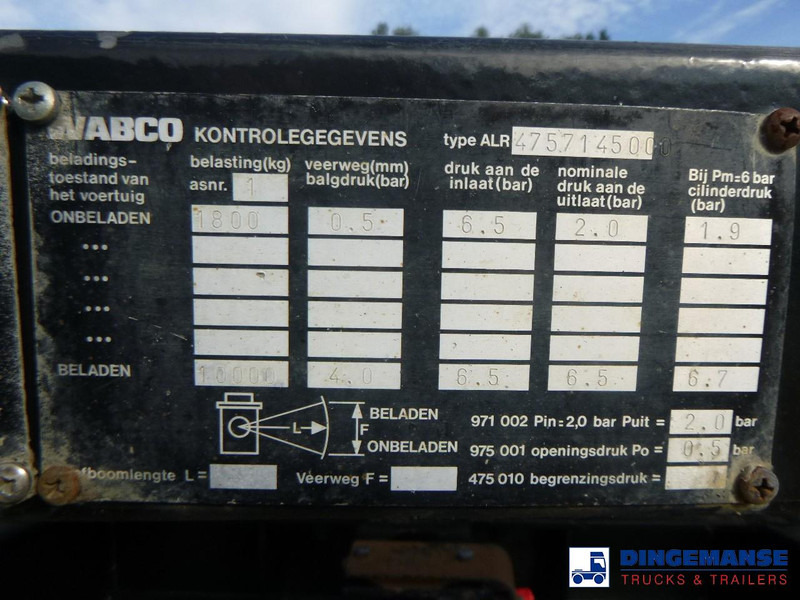 WABCO KONTROLEGEGEVENS type ALR 4757145000
beladings-
toestand van
het voertuig
belasting(kg)
asnr. 1
veerweg(mm)
balgdruk(bar)
druk aan de
inlaat (bar)
nominale
druk aan de
uitlaat (bar)
Bij Pm=6 bar
cilinderdruk
(bar)
ONBELADEN 1800 0.5 6.5 2.0 1.9
...
...
...
...
BELADEN 10000 4.0 6.5 6.5 6.7
BELADEN
L F
ONBELADEN
971 002 Pin=2,0 bar Puit = 2.0 bar
975 001 openingsdruk Po = 0.5 bar
fboomlengte L = Veerweg F = 475 010 begrenzingsdruk =
DINGEMANSE
TRUCKS & TRAILERS